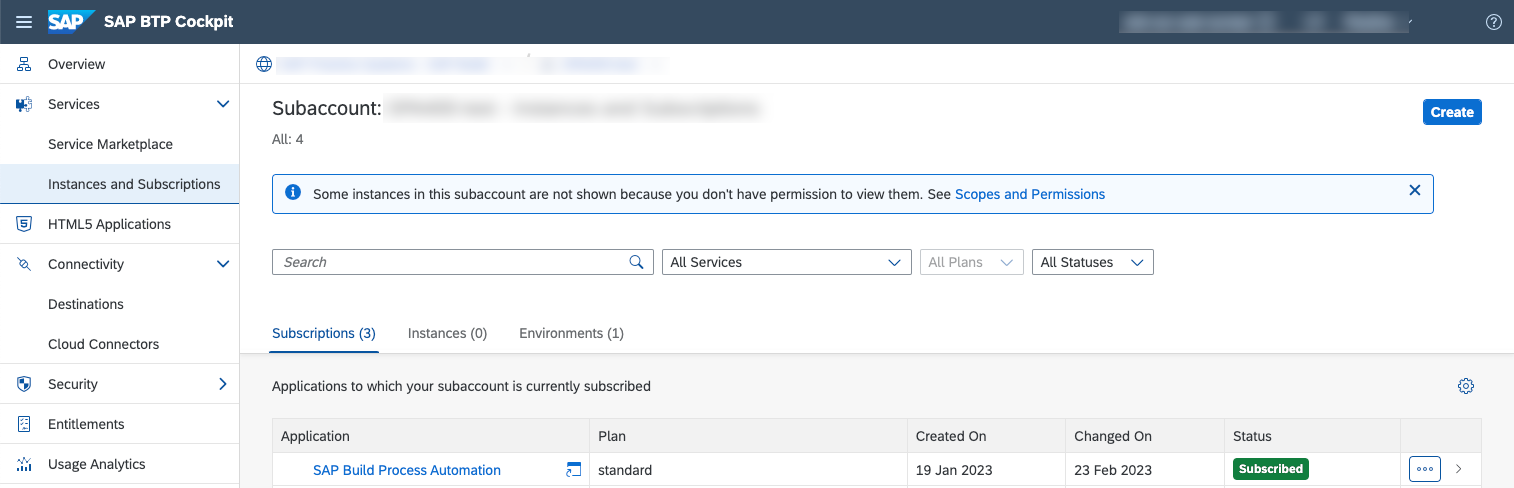 SAP SAP BTP Cockpit
Overview
Services
Service Marketplace
Instances and Subscriptions
HTML5 Applications
Connectivity
Destinations
Cloud Connectors
Security
Entitlements
Usage Analytics
Subaccount:
Create
All: 4
Some instances in this subaccount are not shown because you don't have permission to view them. See Scopes and Permissions
Search All Services All Plans All Statuses
Subscriptions (3) Instances (0) Environments (1)
Applications to which your subaccount is currently subscribed
Application Plan Created On Changed On Status
SAP Build Process Automation standard 19 Jan 2023 23 Feb 2023 Subscribed